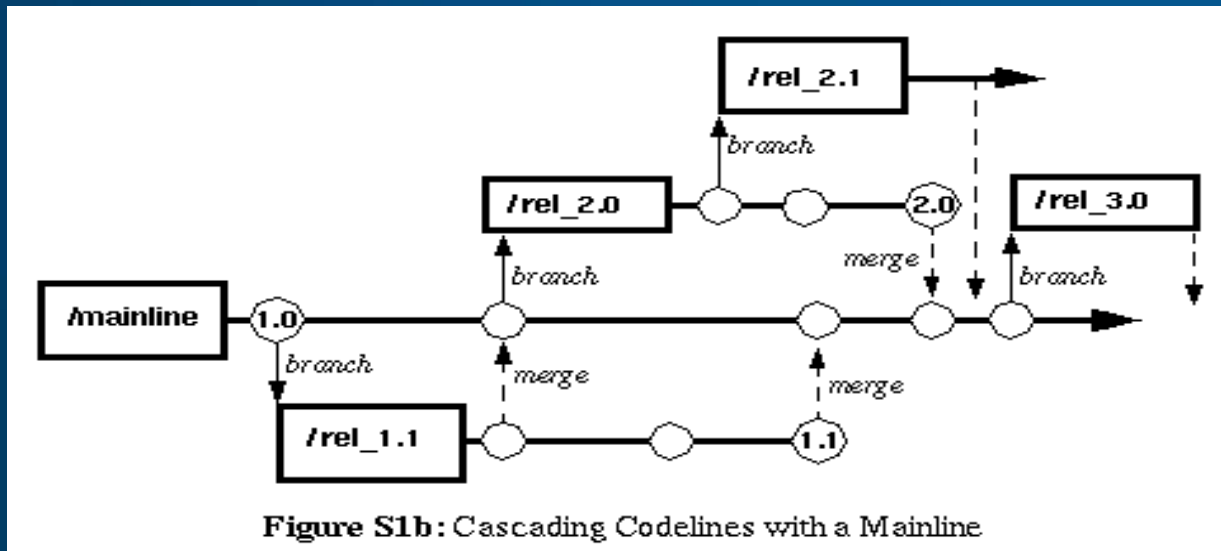 /rel_2.1
branch
/rel_2.0
2.0
/rel_3.0
merge
branch
branch
/mainline
1.0
branch
merge
merge
/rel_1.1
1.1
Figure S1b: Cascading Codelines with a Mainline